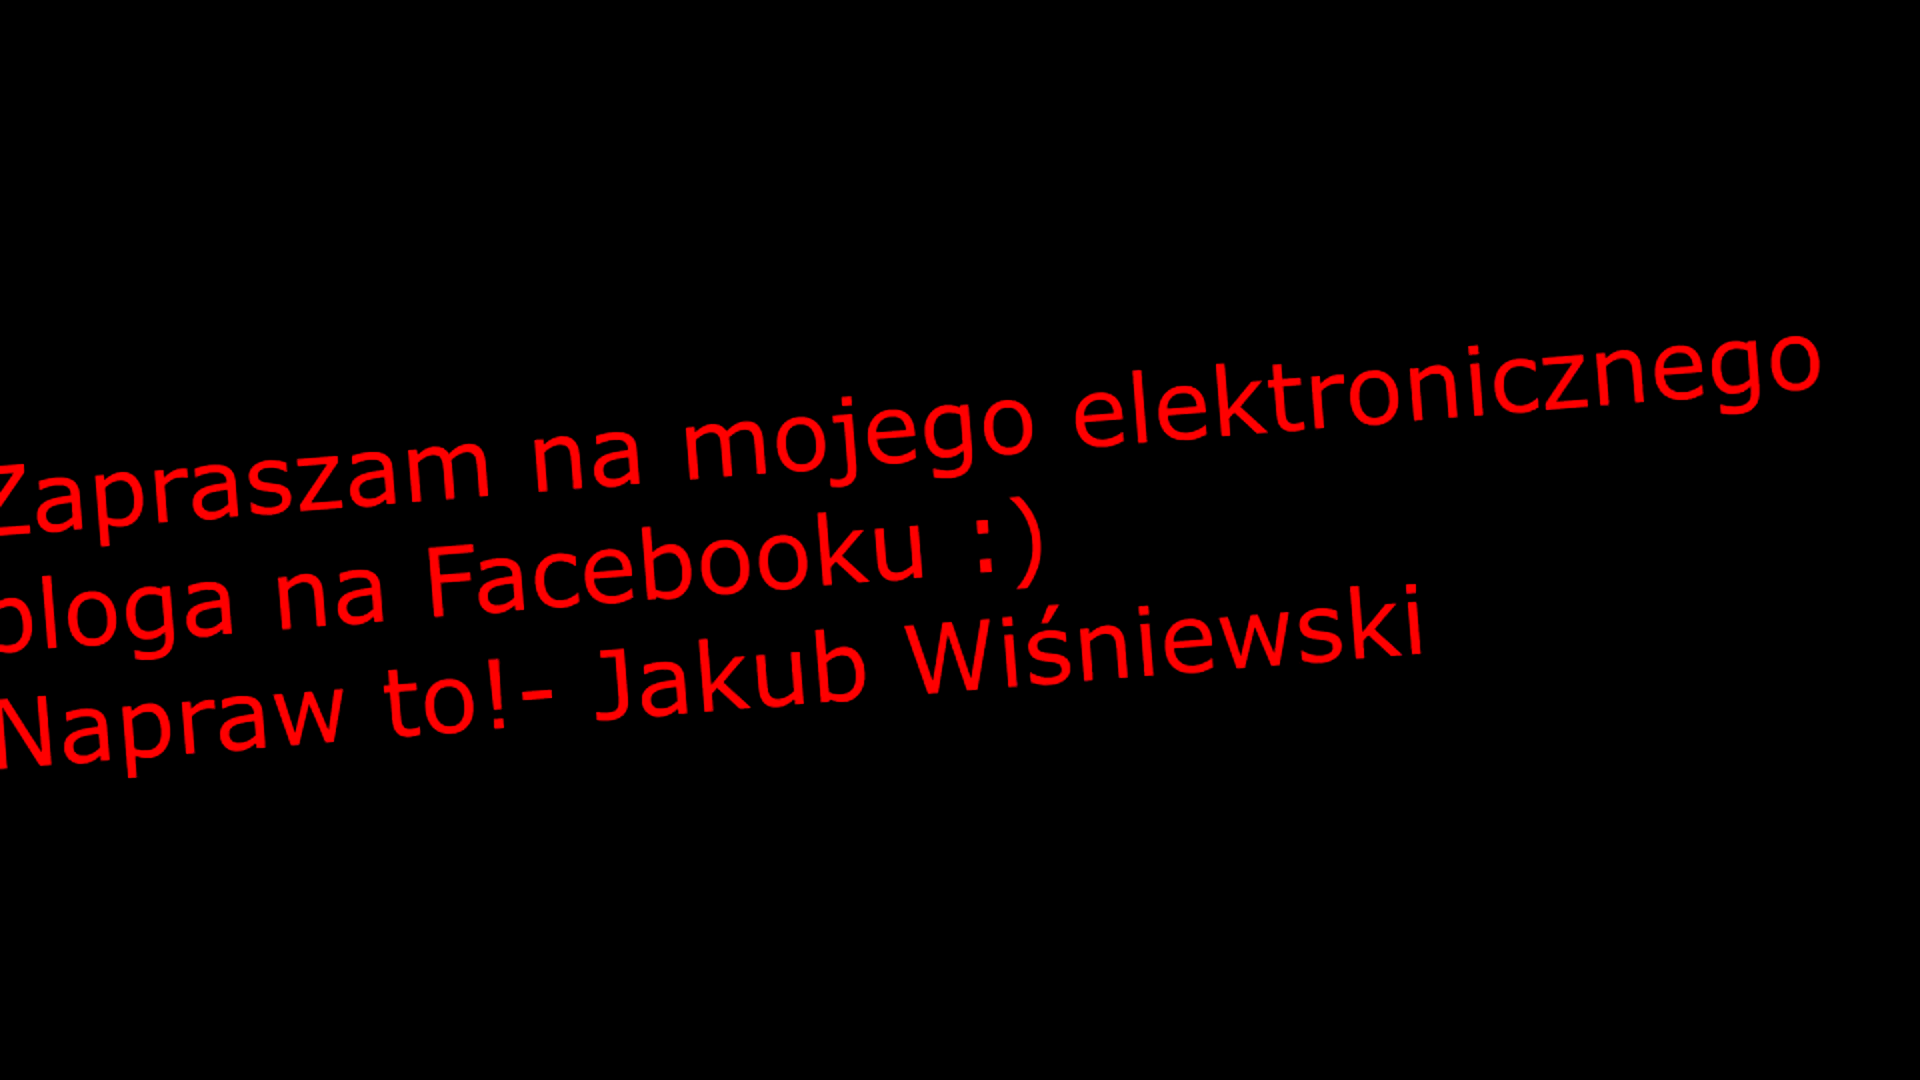 Zapraszam na mojego elektronicznego
bloga na Facebooku :)
Napraw to!- Jakub Wiśniewski